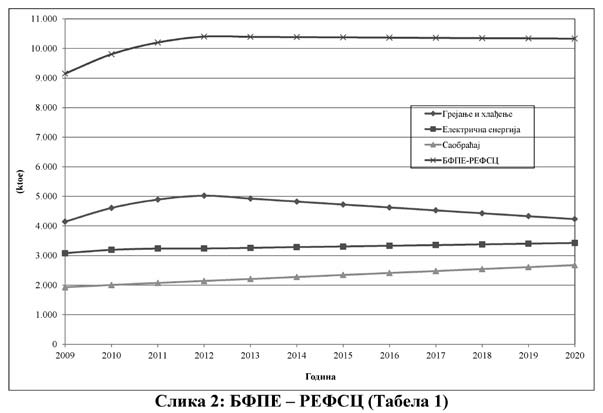 11.000
10.000
9.000
8.000
7.000
6.000
5.000
4.000
3.000
2.000
1.000
0
(ktoe)
2009 2010 2011 2012 2013 2014 2015 2016 2017 2018 2019 2020
Година
Грејање и хлађење
Електрична енергија
Саобраћај
БФПЕ-РЕФСЦ
Слика 2: БФПЕ – РЕФСЦ (Табела 1)